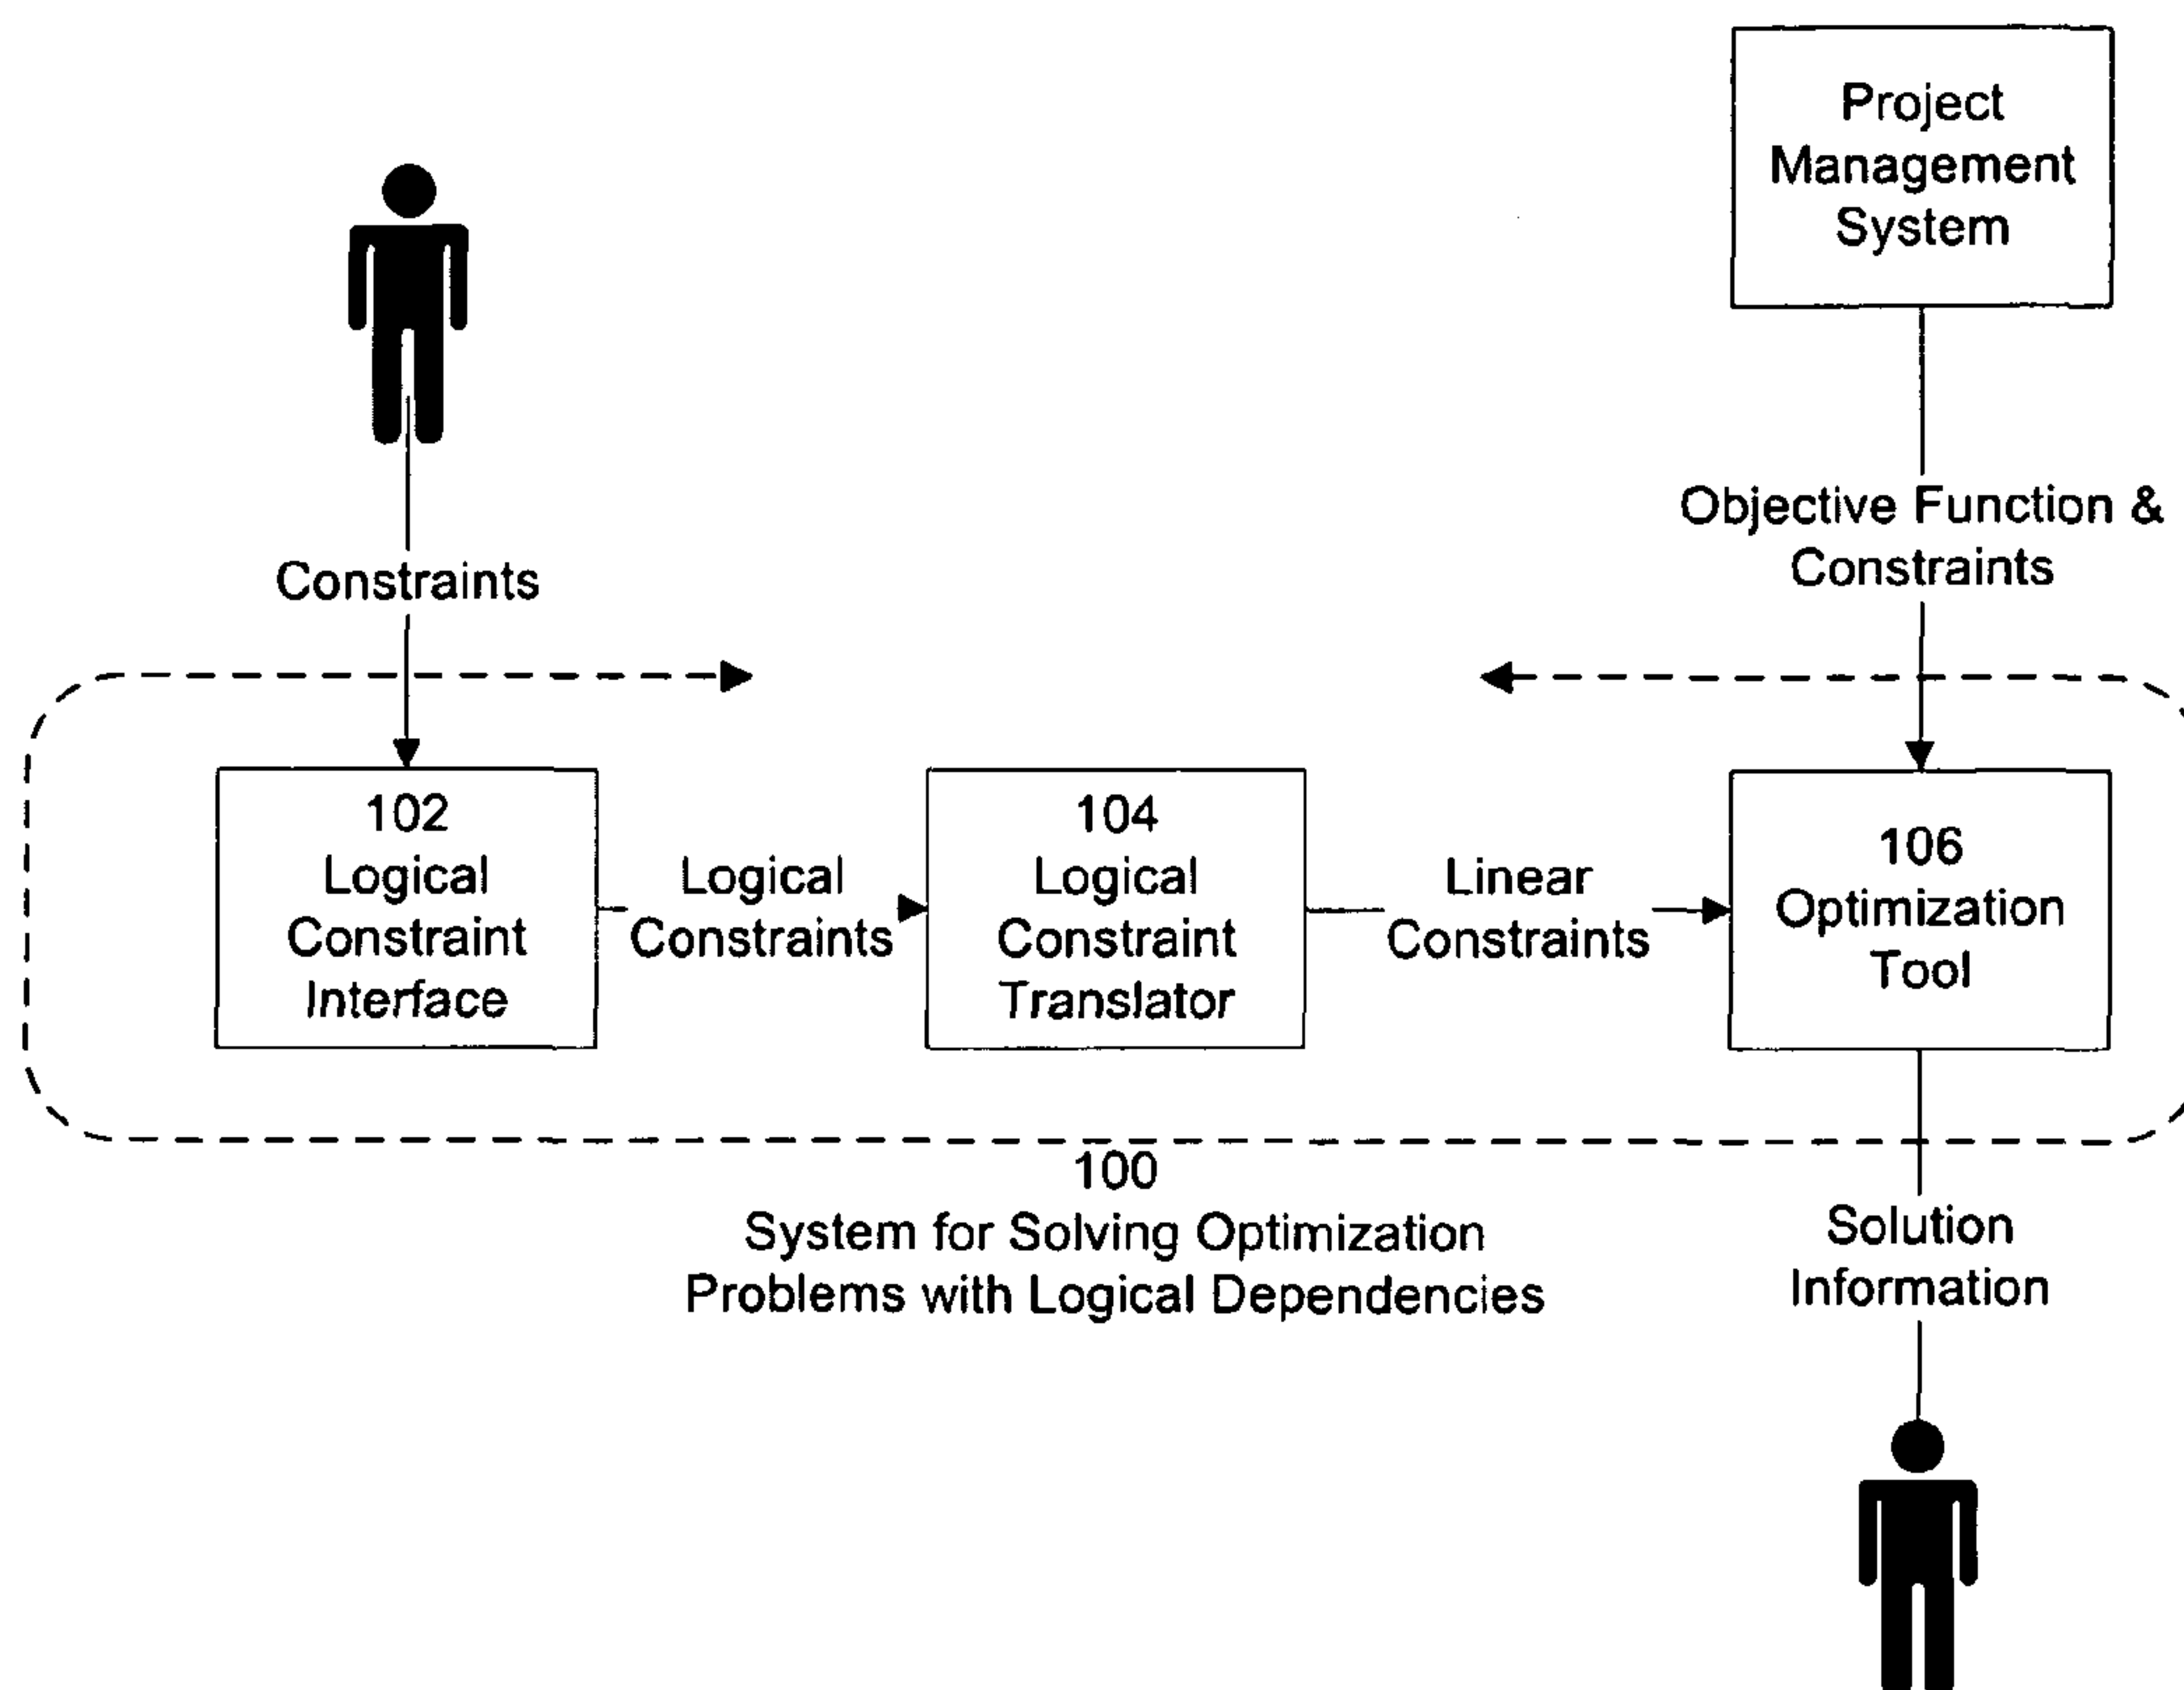 Project
Management
System
Constraints
Objective Function &
Constraints
102
Logical
Constraint
Interface
Logical
Constraints
104
Logical
Constraint
Translator
Linear
Constraints
106
Optimization
Tool
100
System for Solving Optimization
Problems with Logical Dependencies
Solution
Information